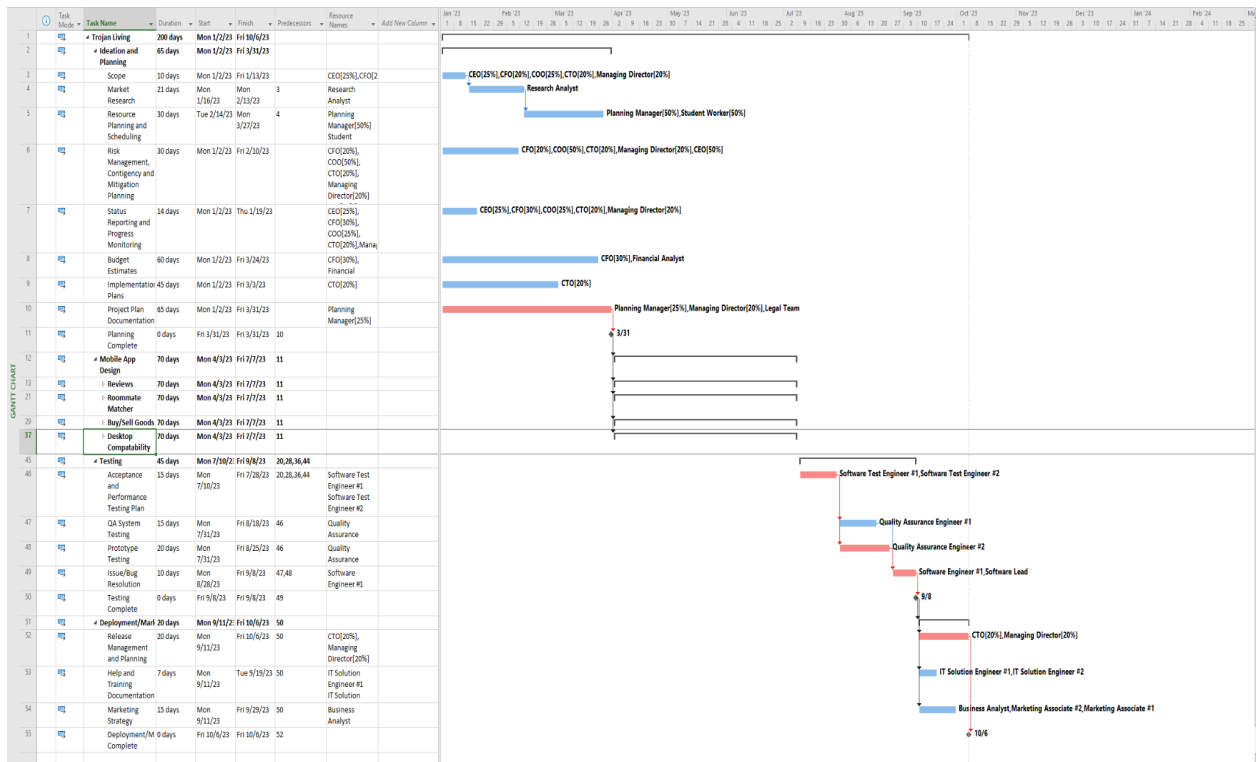 Task Mode Task Name Duration Start Finish Predecessors Resource Names Add New Column
Jan '23 Feb '23 Mar '23 Apr '23 May '23 Jun '23 Jul '23 Aug '23 Sep '23 Oct '23 Nov '23 Dec '23 Jan '24 Feb '24
GANTT CHART
1 Trojan Living 200 days Mon 1/2/23 Fri 10/6/23
2 Ideation and Planning 65 days Mon 1/2/23 Fri 3/31/23
3 Scope 10 days Mon 1/2/23 Fri 1/13/23 CEO[25%],CFO[2
CEO[25%],CFO[20%],COO[25%],CTO[20%],Managing Director[20%]
4 Market Research 21 days Mon 1/16/23 Mon 2/13/23 3 Research Analyst
Research Analyst
5 Resource Planning and Scheduling 30 days Tue 2/14/23 Mon 3/27/23 4 Planning Manager[50%] Student
Planning Manager[50%],Student Worker[50%]
6 Risk Management, Contigency and Mitigation Planning 30 days Mon 1/2/23 Fri 2/10/23 CFO[20%], COO[50%], CTO[20%], Managing Director[20%]
CFO[20%],COO[50%],CTO[20%],Managing Director[20%],CEO[50%]
7 Status Reporting and Progress Monitoring 14 days Mon 1/2/23 Thu 1/19/23 CEO[25%], CFO[30%], COO[25%], CTO[20%],Manag
CEO[25%],CFO[30%],COO[25%],CTO[20%],Managing Director[20%]
8 Budget Estimates 60 days Mon 1/2/23 Fri 3/24/23 CFO[30%], Financial
CFO[30%],Financial Analyst
9 Implementation Plans 45 days Mon 1/2/23 Fri 3/3/23 CTO[20%]
CTO[20%]
10 Project Plan Documentation 65 days Mon 1/2/23 Fri 3/31/23 Planning Manager[25%]
Planning Manager[25%],Managing Director[20%],Legal Team
11 Planning Complete 0 days Fri 3/31/23 Fri 3/31/23 10
3/31
12 Mobile App Design 70 days Mon 4/3/23 Fri 7/7/23 11
13 Reviews 70 days Mon 4/3/23 Fri 7/7/23 11
21 Roommate Matcher 70 days Mon 4/3/23 Fri 7/7/23 11
29 Buy/Sell Goods 70 days Mon 4/3/23 Fri 7/7/23 11
37 Desktop Compatability 70 days Mon 4/3/23 Fri 7/7/23 11
45 Testing 45 days Mon 7/10/2 Fri 9/8/23 20,28,36,44
46 Acceptance and Performance Testing Plan 15 days Mon 7/10/23 Fri 7/28/23 20,28,36,44 Software Test Engineer #1 Software Test Engineer #2
Software Test Engineer #1,Software Test Engineer #2
47 QA System Testing 15 days Mon 7/31/23 Fri 8/18/23 46 Quality Assurance
Quality Assurance Engineer #1
48 Prototype Testing 20 days Mon 7/31/23 Fri 8/25/23 46 Quality Assurance
Quality Assurance Engineer #2
49 Issue/Bug Resolution 10 days Mon 8/28/23 Fri 9/8/23 47,48 Software Engineer #1
Software Engineer #1,Software Lead
50 Testing Complete 0 days Fri 9/8/23 Fri 9/8/23 49
9/8
51 Deployment/Mark 20 days Mon 9/11/2 Fri 10/6/23 50
52 Release Management and Planning 20 days Mon 9/11/23 Fri 10/6/23 50 CTO[20%], Managing Director[20%]
CTO[20%],Managing Director[20%]
53 Help and Training Documentation 7 days Mon 9/11/23 Tue 9/19/23 50 IT Solution Engineer #1 IT Solution
IT Solution Engineer #1,IT Solution Engineer #2
54 Marketing Strategy 15 days Mon 9/11/23 Fri 9/29/23 50 Business Analyst
Business Analyst,Marketing Associate #2,Marketing Associate #1
55 Deployment/M Complete 0 days Fri 10/6/23 Fri 10/6/23 52
10/6